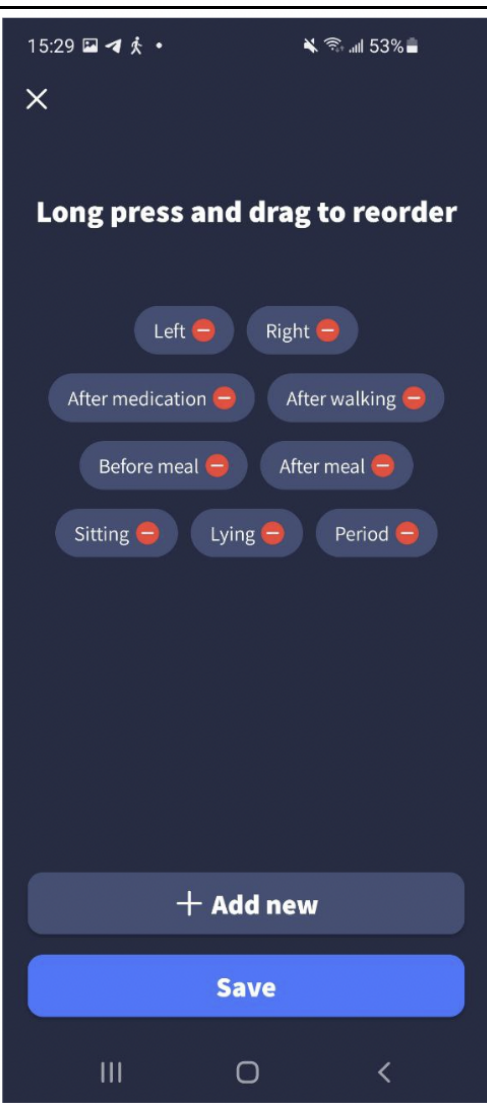 15:29 53%
Long press and drag to reorder
Left Right
After medication After walking
Before meal After meal
Sitting Lying Period
+ Add new
Save